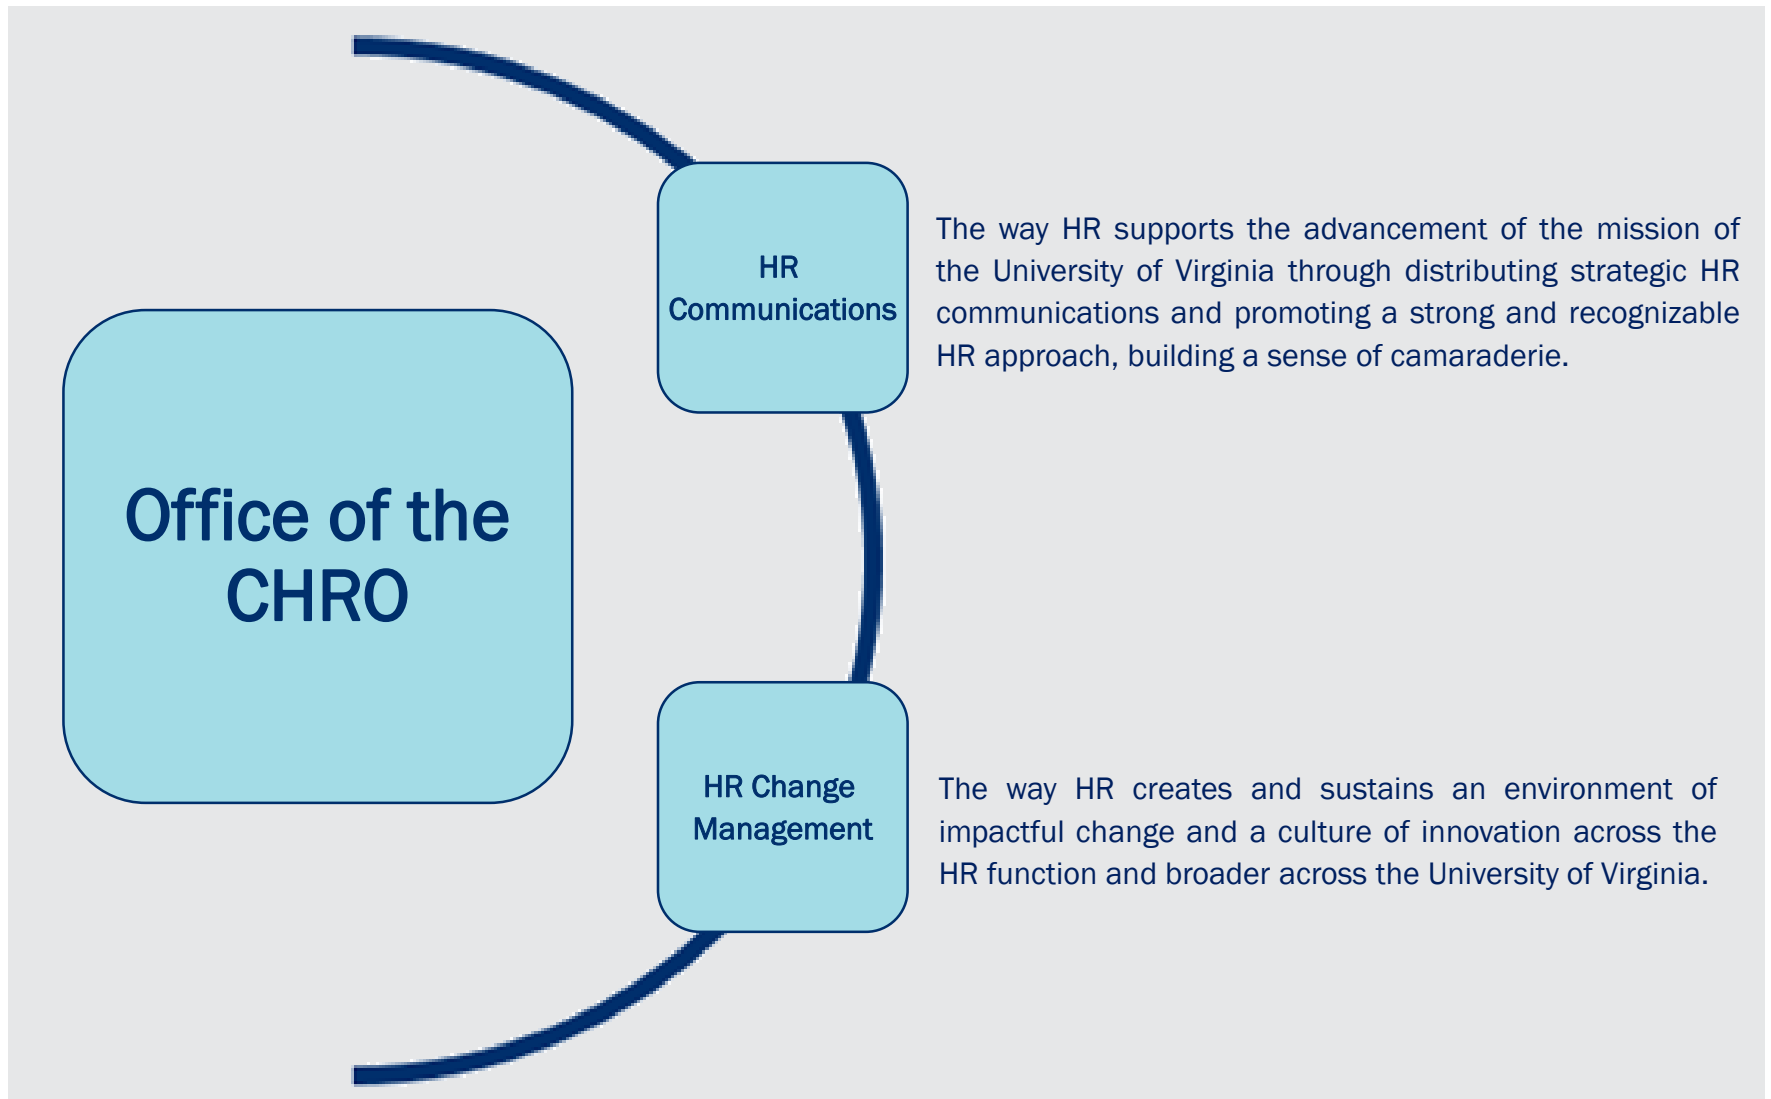 Office of the
CHRO
HR
Communications
The way HR supports the advancement of the mission of
the University of Virginia through distributing strategic HR
communications and promoting a strong and recognizable
HR approach, building a sense of camaraderie.
HR Change
Management
The way HR creates and sustains an environment of
impactful change and a culture of innovation across the
HR function and broader across the University of Virginia.